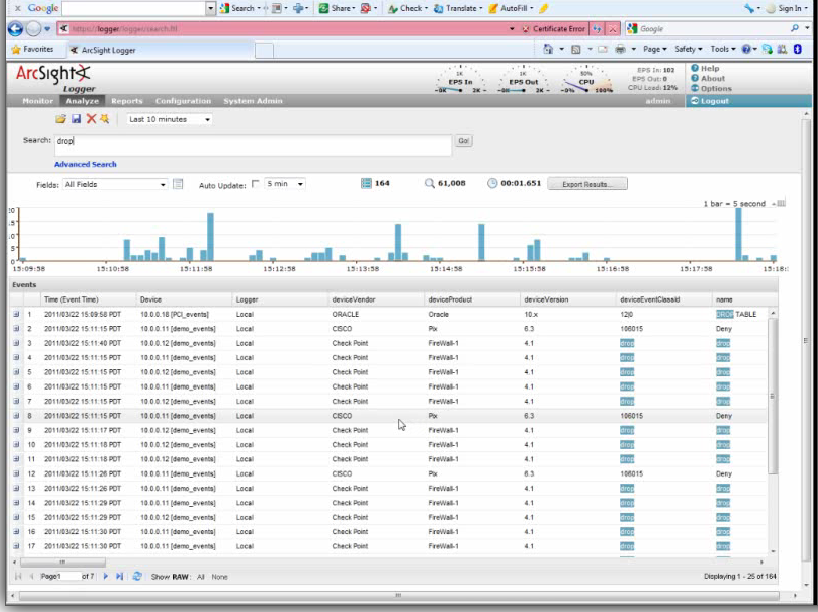 x Google Search Share Check Translate AutoFill Sign In
https://logger/logger/search.ftl Certificate Error Google
Favorites ArcSight Logger Page Safety Tools
ArcSight Logger
1K EPS In 0K 2K 1K EPS Out 0K 2K 50% CPU 0% 100%
EPS In: 102
EPS Out: 0
CPU Load: 12%
Help
About
Options
Monitor Analyze Reports Configuration System Admin admin Logout
Last 10 minutes
Search: drop Go!
Advanced Search
Fields: All Fields Auto Update: 5 min 164 61,008 00:01.651 Export Results...
1 bar = 5 second
15:09:58 15:10:58 15:11:58 15:12:58 15:13:58 15:14:58 15:15:58 15:16:58 15:17:58 15:18:
Events
Time (Event Time) Device Logger deviceVendor deviceProduct deviceVersion deviceEventClassId name
1 2011/03/22 15:09:58 PDT 10.0.0.18 [PCI_events] Local ORACLE Oracle 10.x 12|0 DROP TABLE
2 2011/03/22 15:11:15 PDT 10.0.0.11 [demo_events] Local CISCO Pix 6.3 106015 Deny
3 2011/03/22 15:11:40 PDT 10.0.0.12 [demo_events] Local Check Point FireWall-1 4.1 drop drop
4 2011/03/22 15:11:15 PDT 10.0.0.11 [demo_events] Local Check Point FireWall-1 4.1 drop drop
5 2011/03/22 15:11:15 PDT 10.0.0.12 [demo_events] Local Check Point FireWall-1 4.1 drop drop
6 2011/03/22 15:11:15 PDT 10.0.0.11 [demo_events] Local Check Point FireWall-1 4.1 drop drop
7 2011/03/22 15:11:15 PDT 10.0.0.12 [demo_events] Local Check Point FireWall-1 4.1 drop drop
8 2011/03/22 15:11:15 PDT 10.0.0.11 [demo_events] Local CISCO Pix 6.3 106015 Deny
9 2011/03/22 15:11:17 PDT 10.0.0.12 [demo_events] Local Check Point FireWall-1 4.1 drop drop
10 2011/03/22 15:11:18 PDT 10.0.0.12 [demo_events] Local Check Point FireWall-1 4.1 drop drop
11 2011/03/22 15:11:18 PDT 10.0.0.11 [demo_events] Local Check Point FireWall-1 4.1 drop drop
12 2011/03/22 15:11:26 PDT 10.0.0.11 [demo_events] Local CISCO Pix 6.3 106015 Deny
13 2011/03/22 15:11:26 PDT 10.0.0.11 [demo_events] Local Check Point FireWall-1 4.1 drop drop
14 2011/03/22 15:11:29 PDT 10.0.0.11 [demo_events] Local Check Point FireWall-1 4.1 drop drop
15 2011/03/22 15:11:29 PDT 10.0.0.12 [demo_events] Local Check Point FireWall-1 4.1 drop drop
16 2011/03/22 15:11:30 PDT 10.0.0.11 [demo_events] Local Check Point FireWall-1 4.1 drop drop
17 2011/03/22 15:11:30 PDT 10.0.0.11 [demo_events] Local Check Point FireWall-1 4.1 drop drop
Page 1 of 7 Show RAW: All None Displaying 1 - 25 of 164